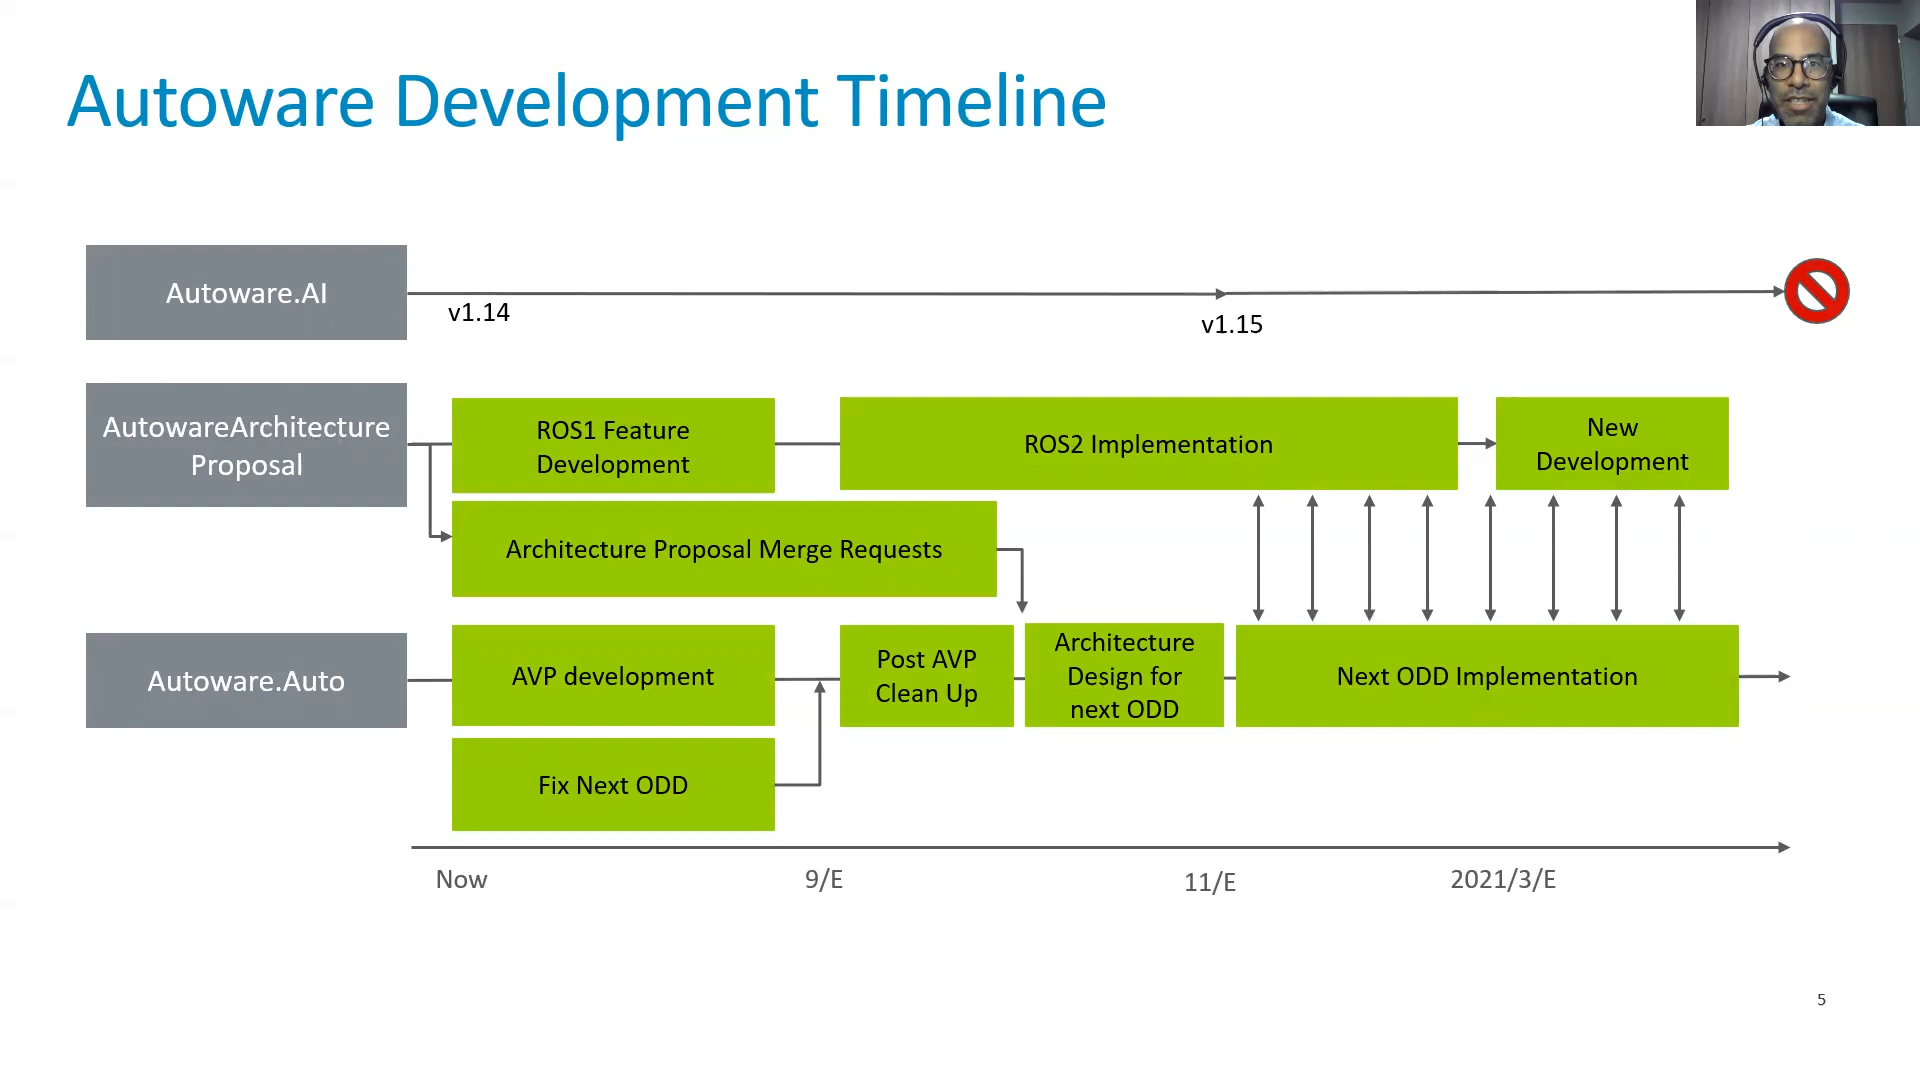 Autoware Development Timeline
Autoware.AI
v1.14
v1.15
AutowareArchitecture
Proposal
ROS1 Feature
Development
ROS2 Implementation
New
Development
Architecture Proposal Merge Requests
Autoware.Auto
AVP development
Post AVP
Clean Up
Architecture
Design for
next ODD
Next ODD Implementation
Fix Next ODD
Now
9/E
11/E
2021/3/E
5